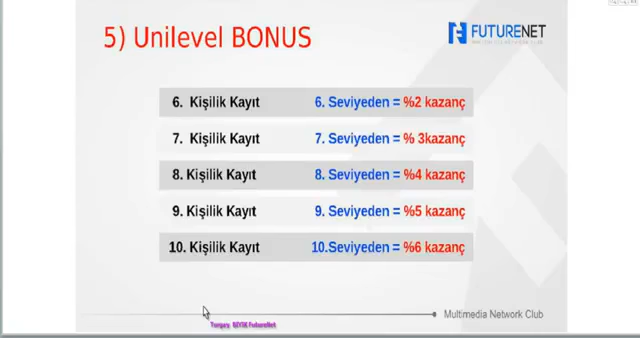 5) Unilevel BONUS
FUTURENET
6. Kişilik Kayıt 6. Seviyeden = %2 kazanç
7. Kişilik Kayıt 7. Seviyeden = % 3kazanç
8. Kişilik Kayıt 8. Seviyeden = %4 kazanç
9. Kişilik Kayıt 9. Seviyeden = %5 kazanç
10. Kişilik Kayıt 10.Seviyeden = %6 kazanç
Multimedia Network Club
FutureNet